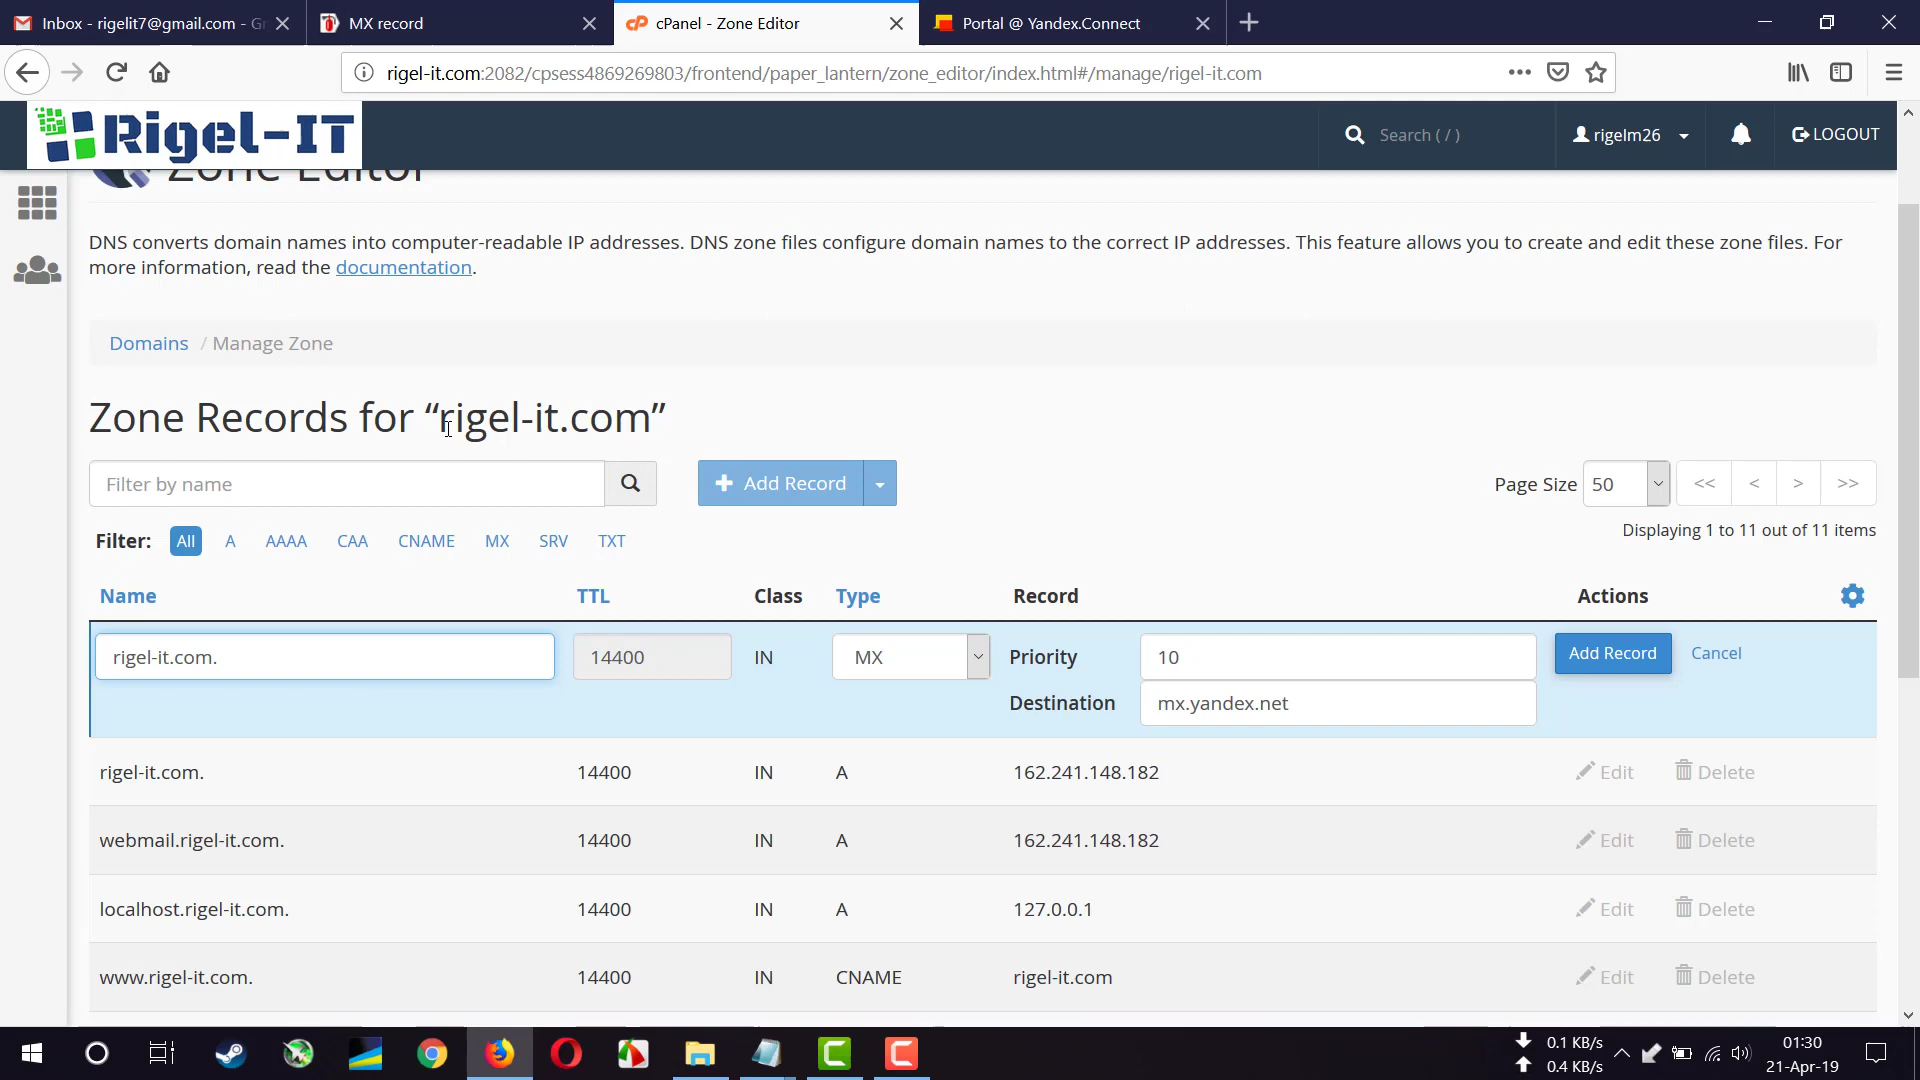 Inbox - rigelit7@gmail.com - G
MX record
cPanel - Zone Editor
Portal @ Yandex.Connect
rigel-it.com:2082/cpsess4869269803/frontend/paper_lantern/zone_editor/index.html#/manage/rigel-it.com
Rigel-IT
Search ( / )
rigelm26
LOGOUT
Zone Editor
DNS converts domain names into computer-readable IP addresses. DNS zone files configure domain names to the correct IP addresses. This feature allows you to create and edit these zone files. For
more information, read the documentation.
Domains / Manage Zone
Zone Records for “rigel-it.com”
Filter by name
Add Record
Page Size 50 << < > >>
Filter: All A AAAA CAA CNAME MX SRV TXT
Displaying 1 to 11 out of 11 items
Name TTL Class Type Record Actions
rigel-it.com. 14400 IN MX Priority 10 Add Record Cancel
Destination mx.yandex.net
rigel-it.com. 14400 IN A 162.241.148.182 Edit Delete
webmail.rigel-it.com. 14400 IN A 162.241.148.182 Edit Delete
localhost.rigel-it.com. 14400 IN A 127.0.0.1 Edit Delete
www.rigel-it.com. 14400 IN CNAME rigel-it.com Edit Delete
0.1 KB/s
0.4 KB/s
01:30
21-Apr-19